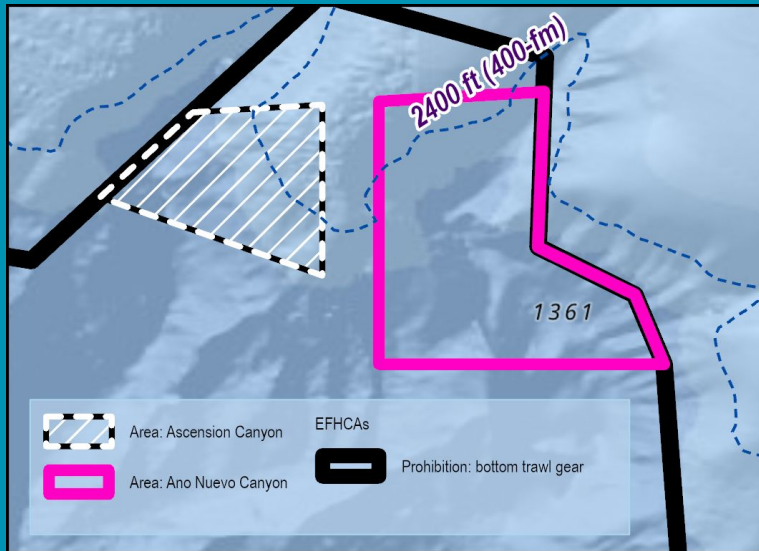 2400 ft (400-fm)
1361
Area: Ascension Canyon
EFHCAs
Area: Ano Nuevo Canyon
Prohibition: bottom trawl gear